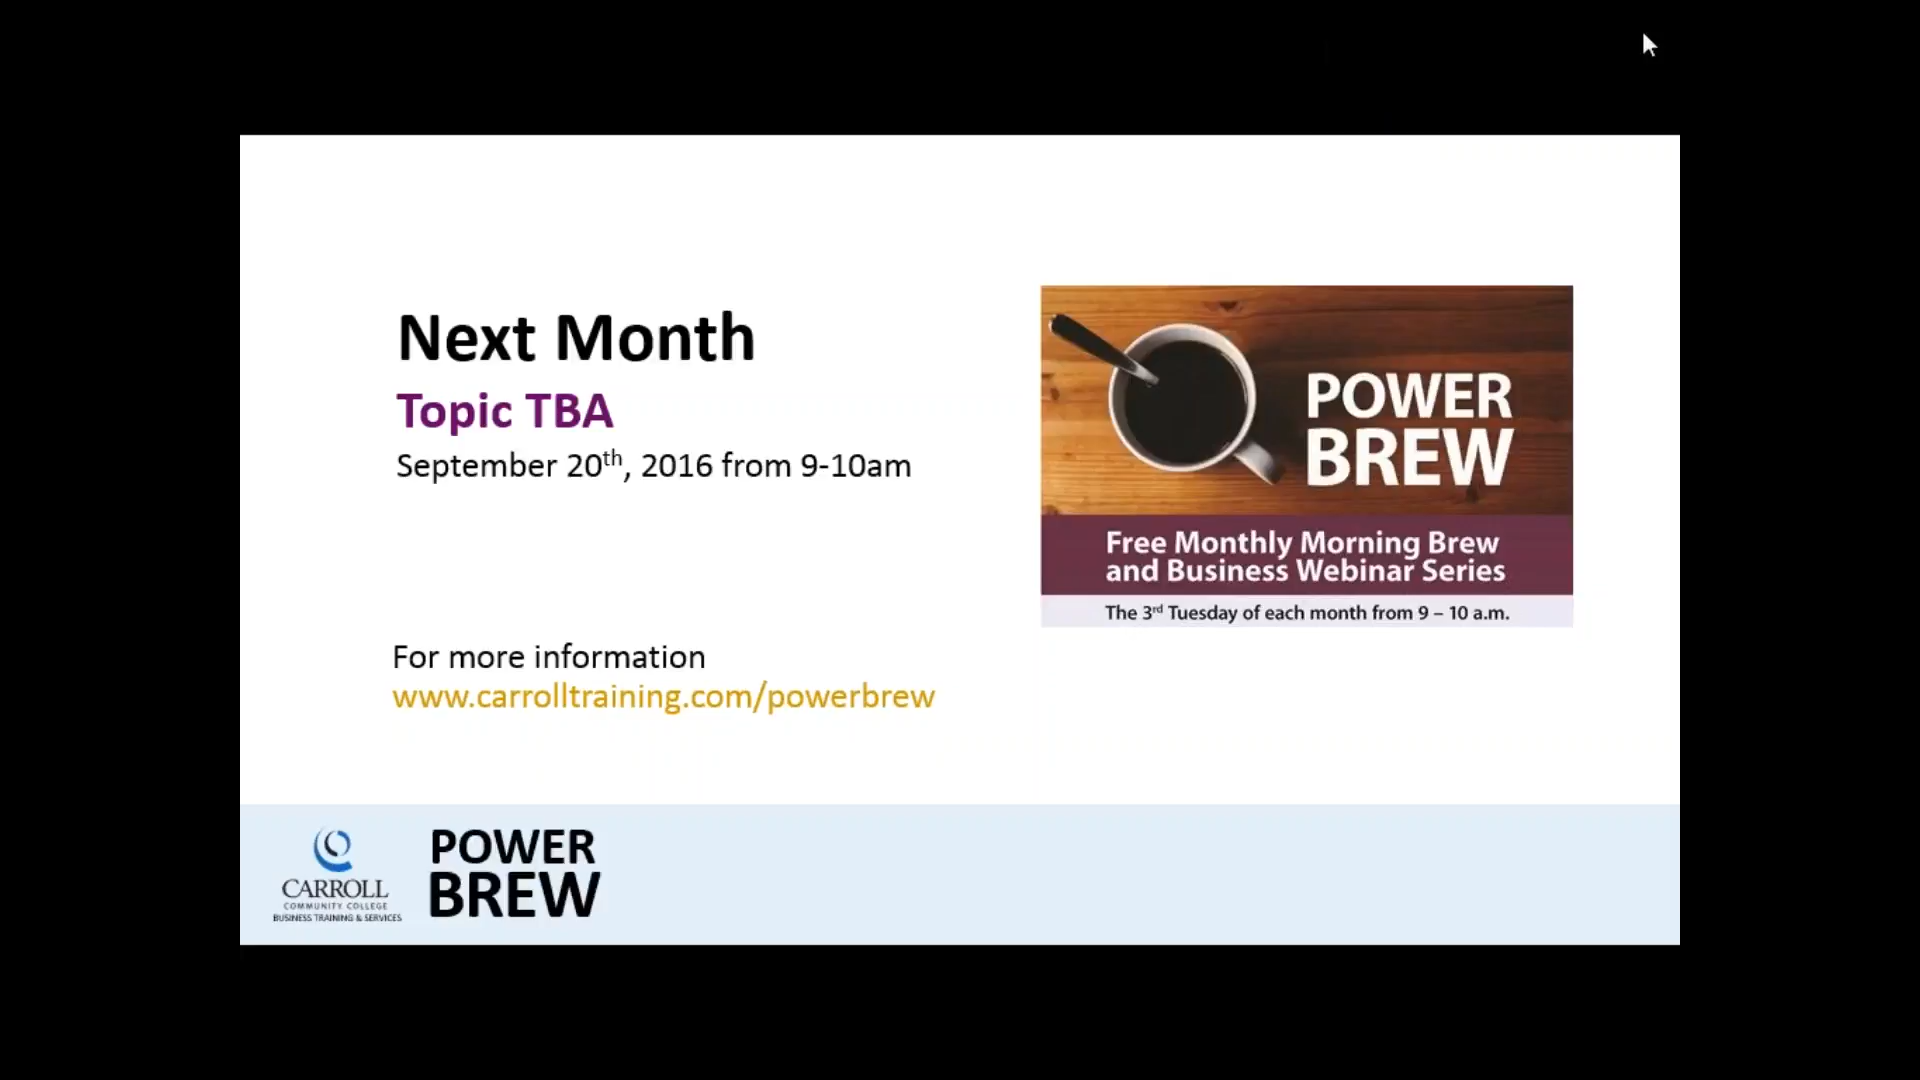 Next Month
Topic TBA
September 20th, 2016 from 9-10am
For more information
www.carrolltraining.com/powerbrew
POWER
BREW
Free Monthly Morning Brew
and Business Webinar Series
The 3rd Tuesday of each month from 9 – 10 a.m.
CARROLL
COMMUNITY COLLEGE
BUSINESS TRAINING & SERVICES
POWER
BREW